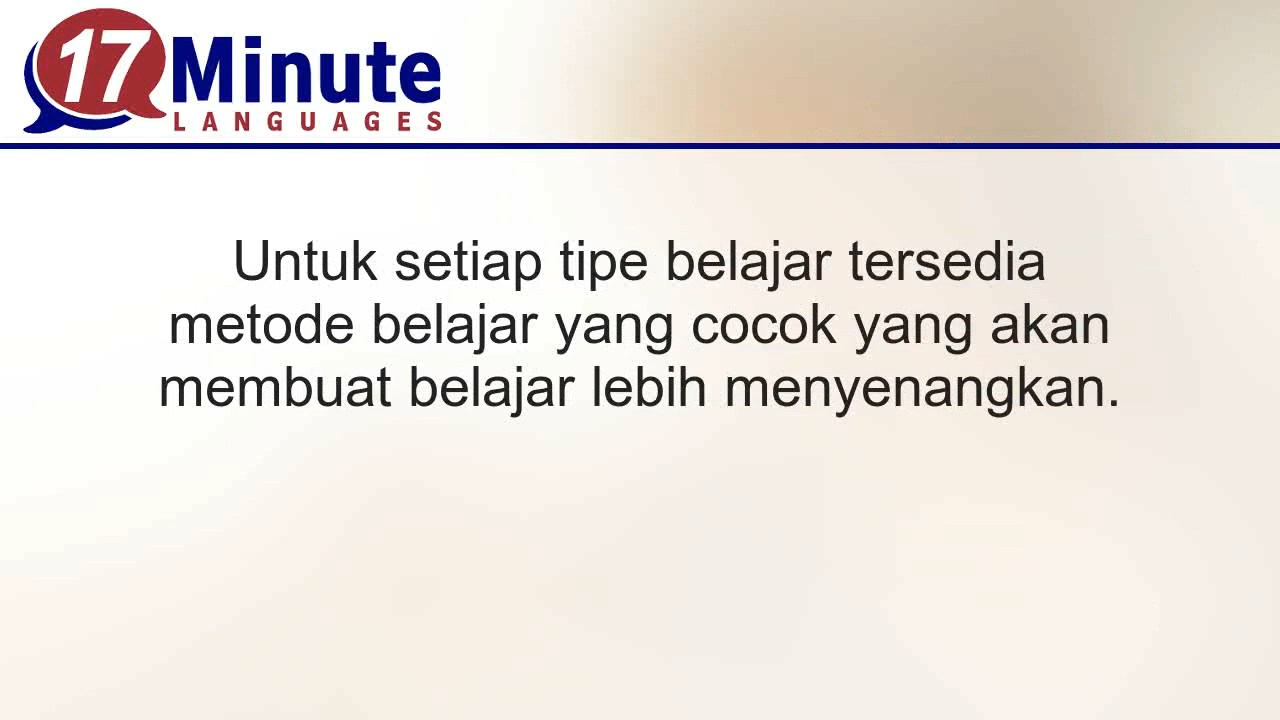 17 Minute
LANGUAGES
Untuk setiap tipe belajar tersedia
metode belajar yang cocok yang akan
membuat belajar lebih menyenangkan.